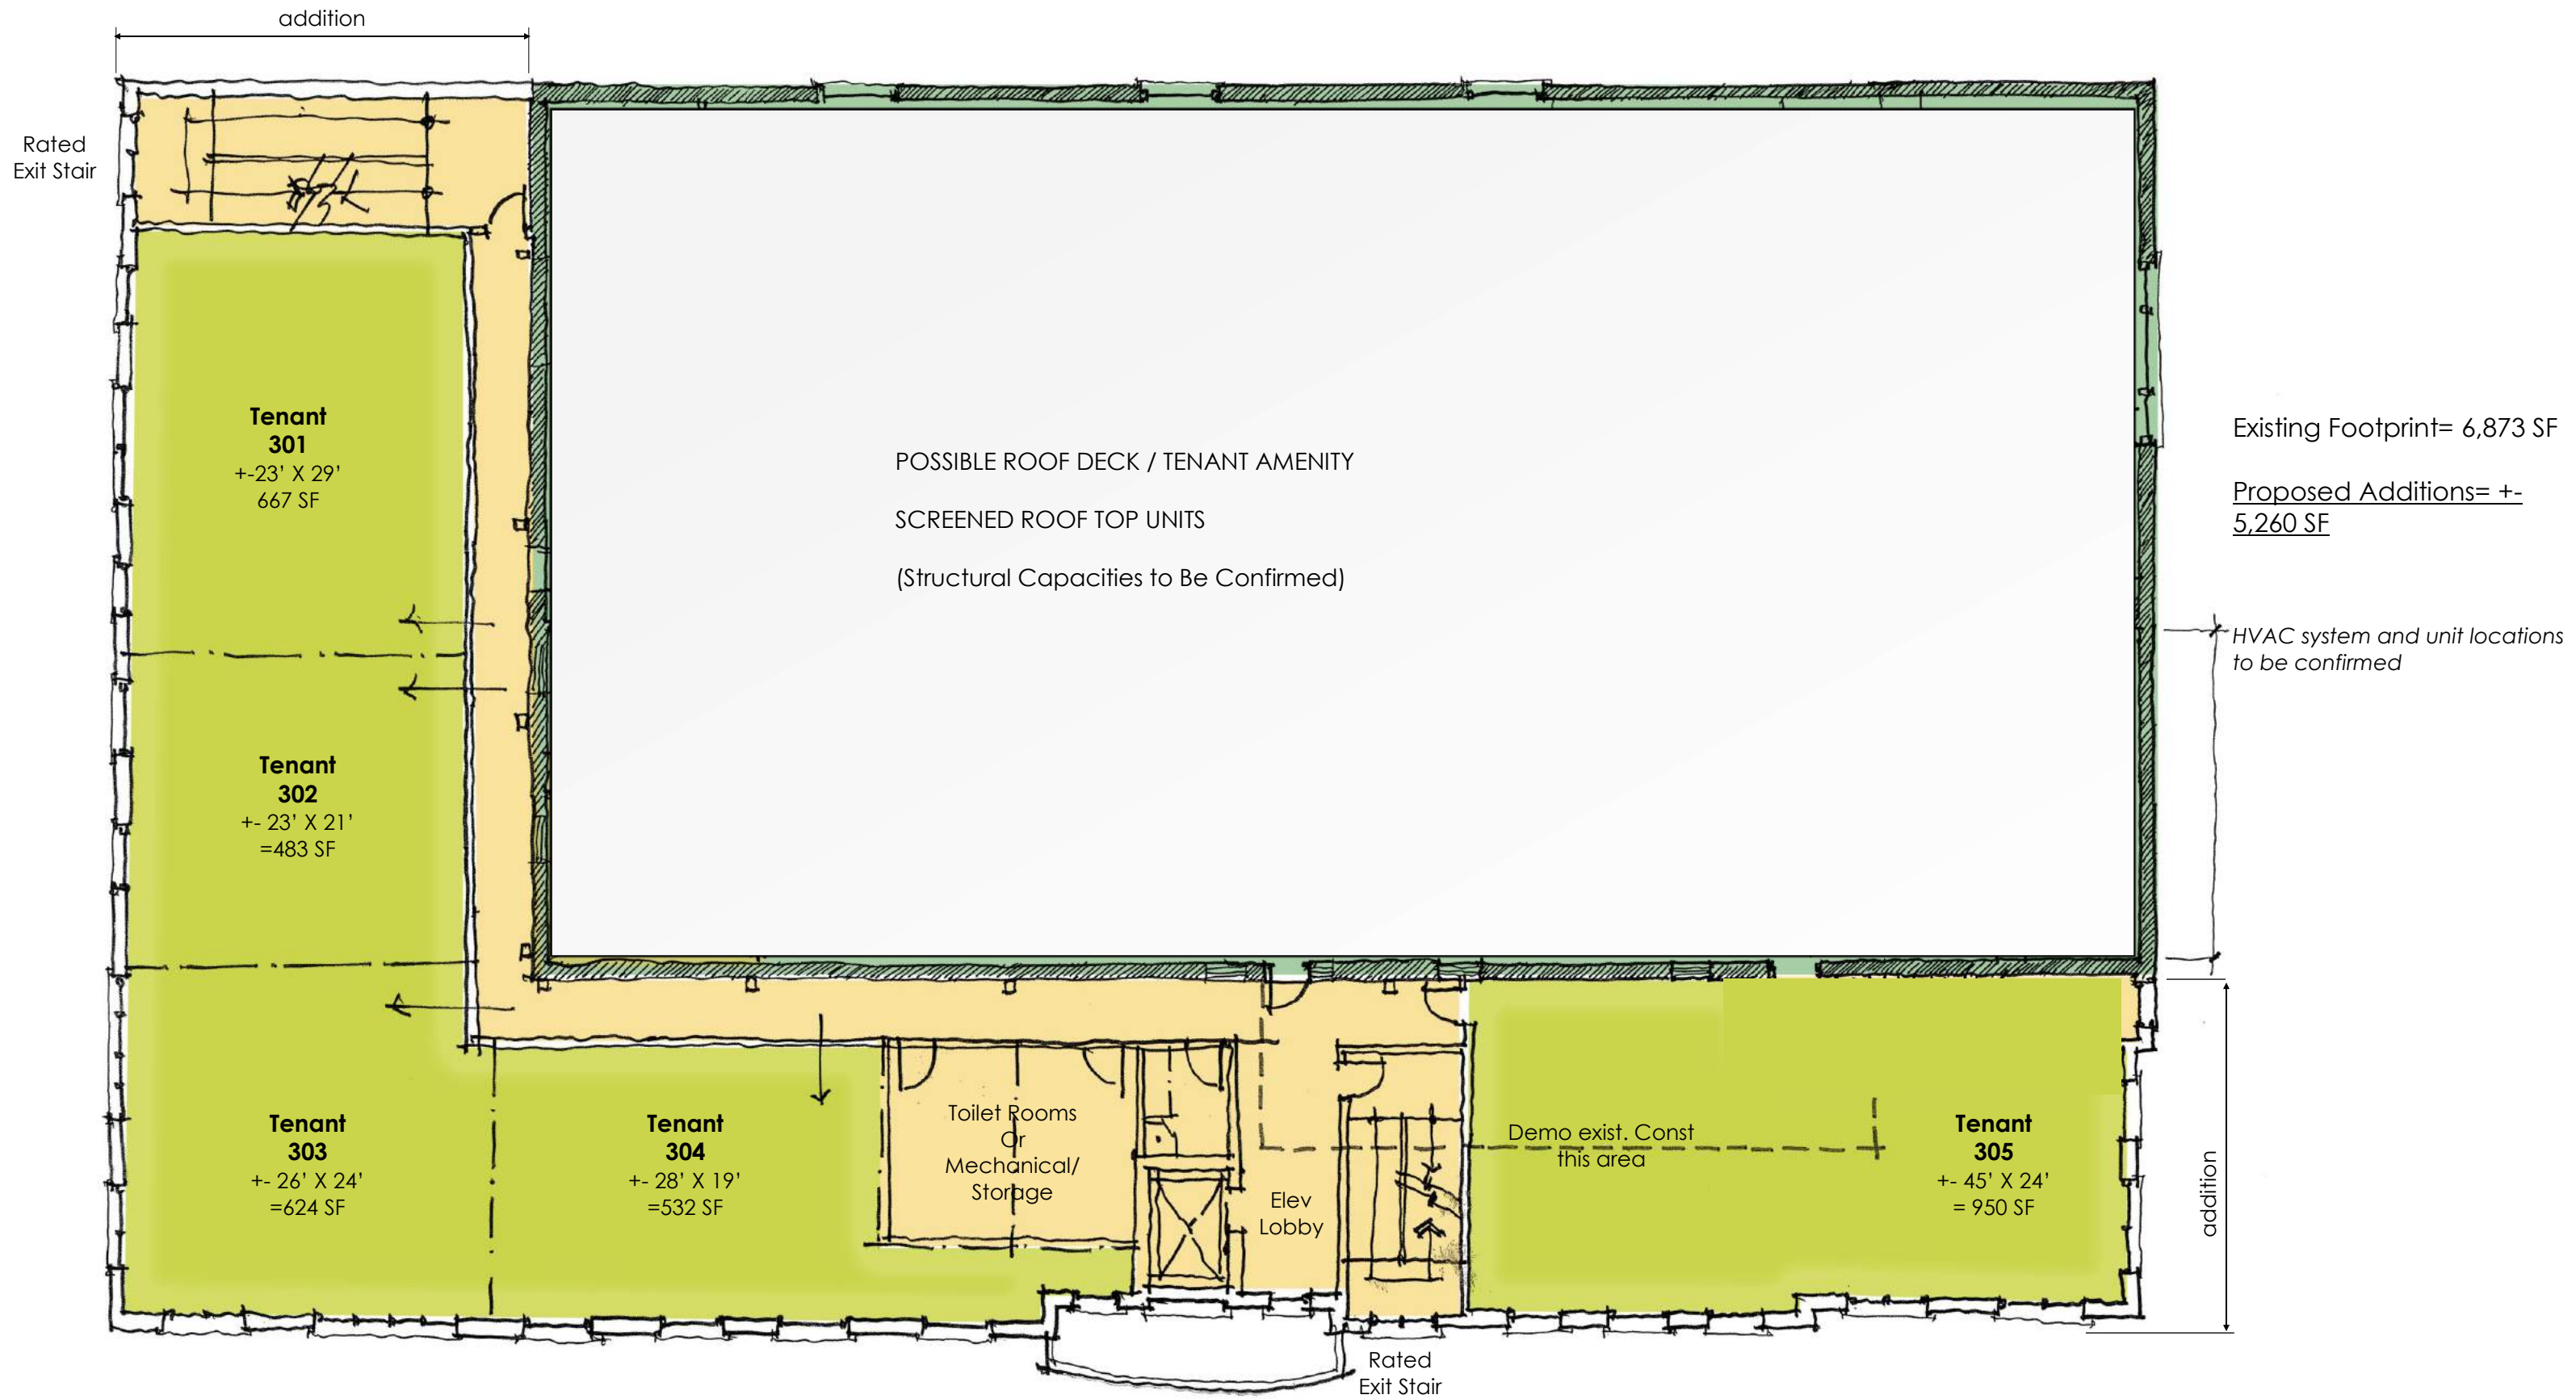 addition
Rated
Exit Stair
Tenant
301
+-23' X 29'
667 SF
POSSIBLE ROOF DECK / TENANT AMENITY
SCREENED ROOF TOP UNITS
(Structural Capacities to Be Confirmed)
Existing Footprint= 6,873 SF
Proposed Additions= +-
5,260 SF
HVAC system and unit locations
to be confirmed
Tenant
302
+- 23' X 21'
=483 SF
Tenant
303
+- 26' X 24'
=624 SF
Tenant
304
+- 28' X 19'
=532 SF
Toilet Rooms
Or
Mechanical/
Storage
Elev
Lobby
Demo exist. Const
this area
Tenant
305
+- 45' X 24'
= 950 SF
addition
Rated
Exit Stair